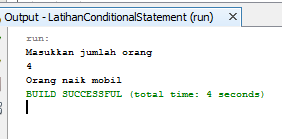 Output - LatihanConditionalStatement (run)
run:
Masukkan jumlah orang
4
Orang naik mobil
BUILD SUCCESSFUL (total time: 4 seconds)